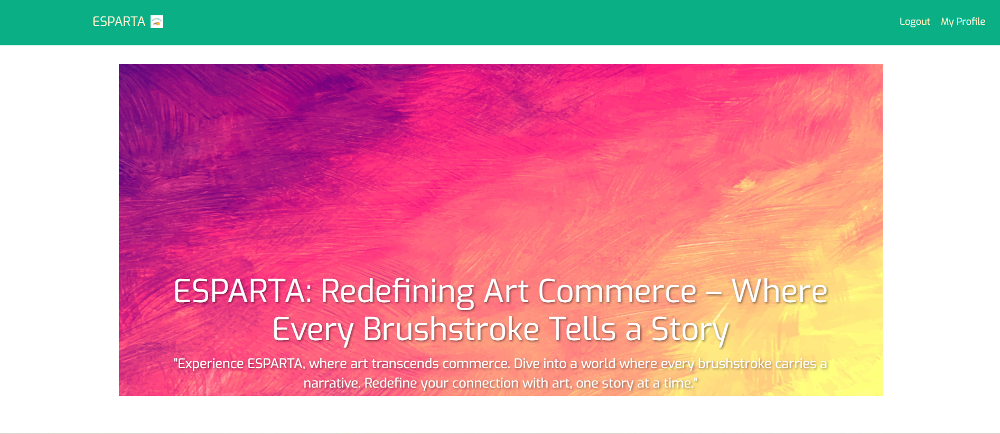 ESPARTA
Logout My Profile
ESPARTA: Redefining Art Commerce – Where
Every Brushstroke Tells a Story
"Experience ESPARTA, where art transcends commerce. Dive into a world where every brushstroke carries a
narrative. Redefine your connection with art, one story at a time."